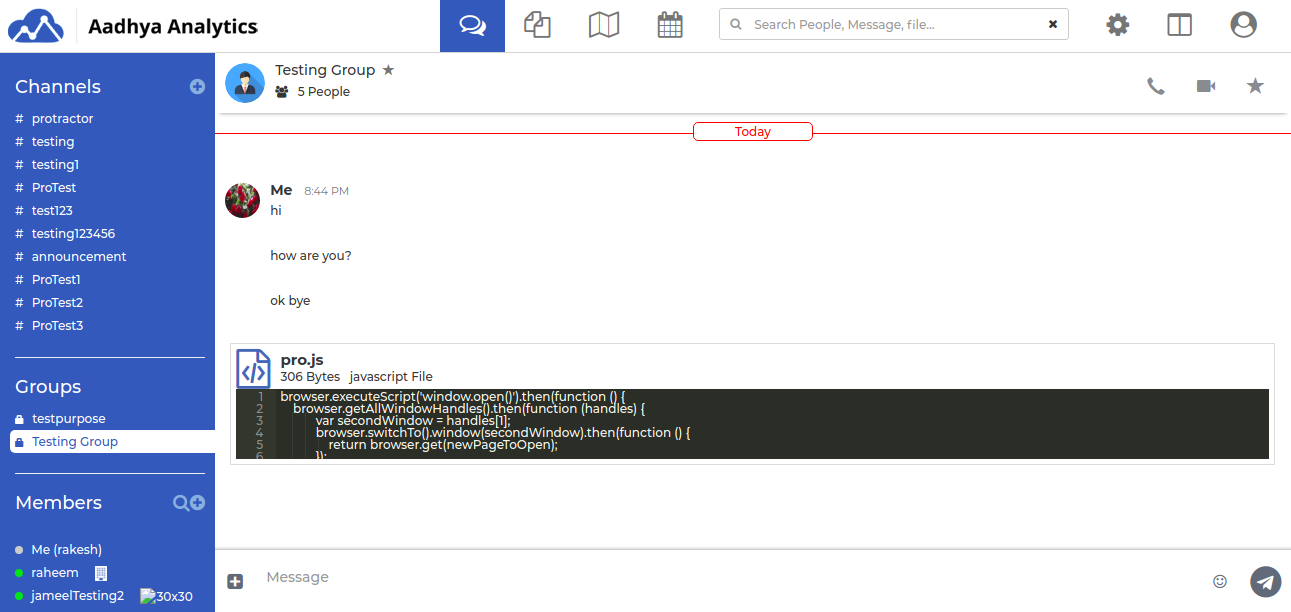 Aadhya Analytics
Search People, Message, file...
Channels
# protractor
# testing
# testing1
# ProTest
# test123
# testing123456
# announcement
# ProTest1
# ProTest2
# ProTest3
Groups
testpurpose
Testing Group
Members
Me (rakesh)
raheem
jameelTesting2 30x30
Testing Group
5 People
Today
Me 8:44 PM
hi
how are you?
ok bye
pro.js
306 Bytes javascript File
1 browser.executeScript('window.open()').then(function () {
2 browser.getAllWindowHandles().then(function (handles) {
3 var secondWindow = handles[1];
4 browser.switchTo().window(secondWindow).then(function () {
5 return browser.get(newPageToOpen);
6 });
Message